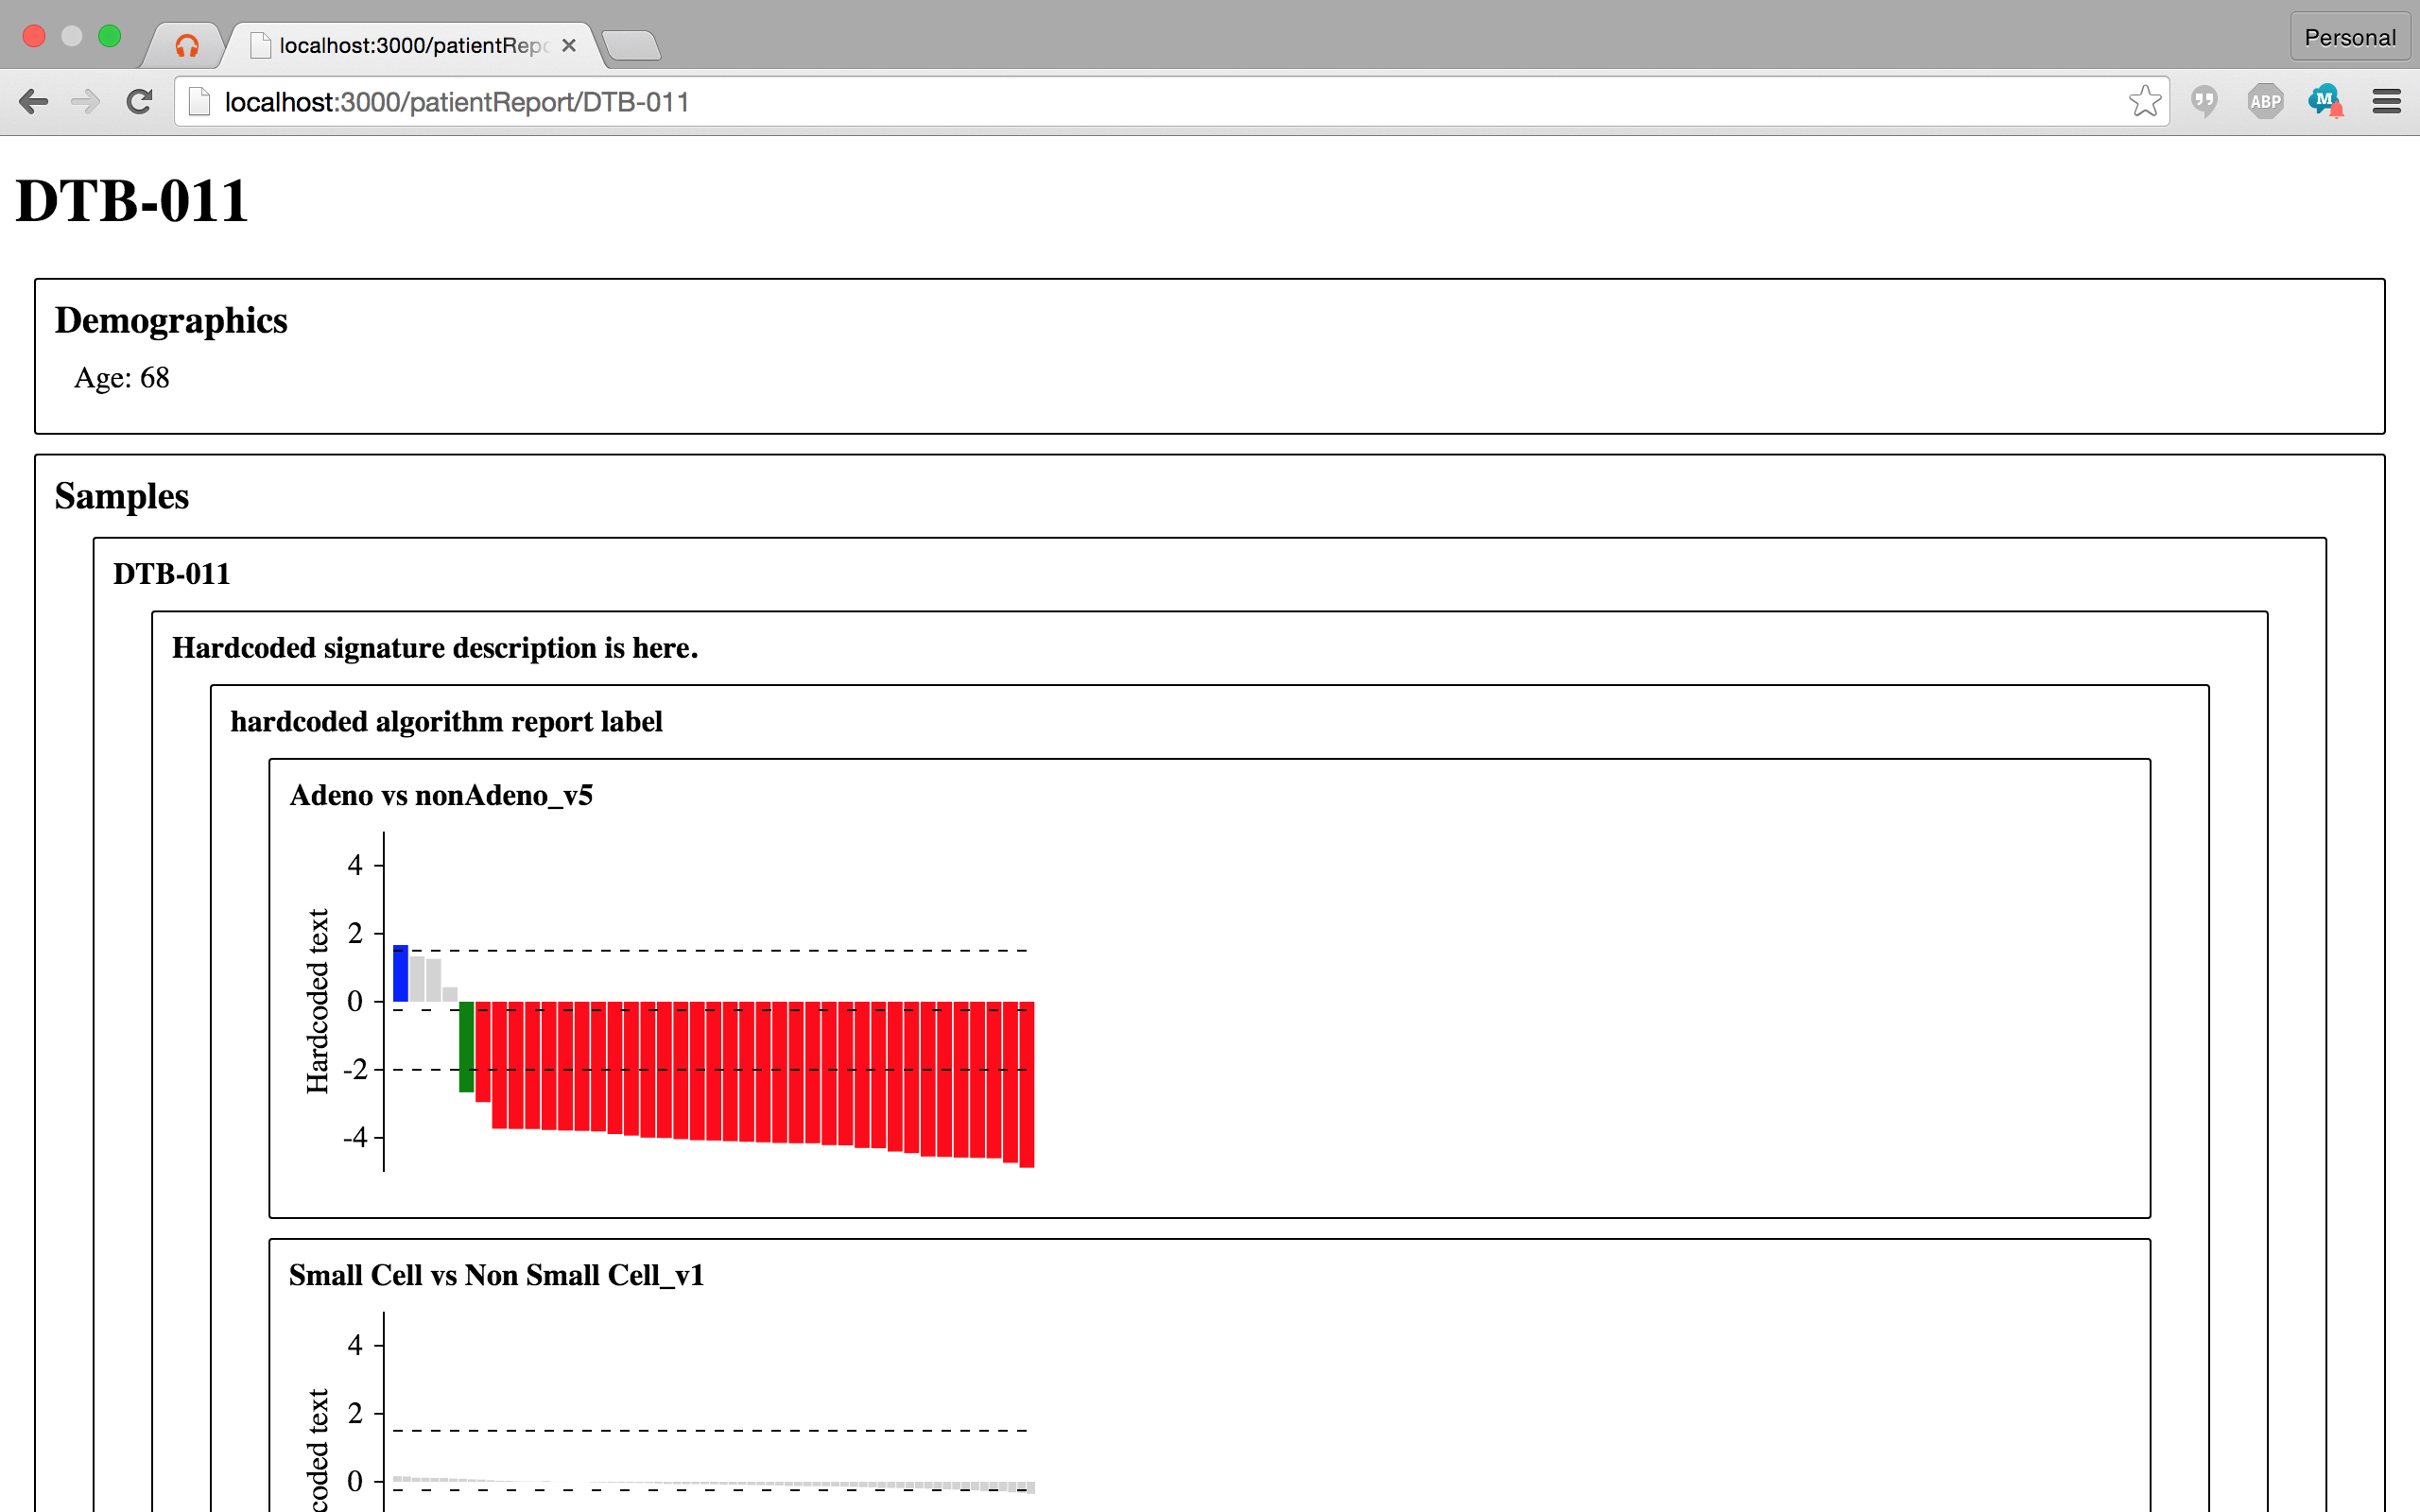 localhost:3000/patientRepo
Personal
localhost:3000/patientReport/DTB-011
ABP
M
DTB-011
Demographics
Age: 68
Samples
DTB-011
Hardcoded signature description is here.
hardcoded algorithm report label
Adeno vs nonAdeno_v5
Hardcoded text
4
2
0
-2
-4
Small Cell vs Non Small Cell_v1
coded text
4
2
0